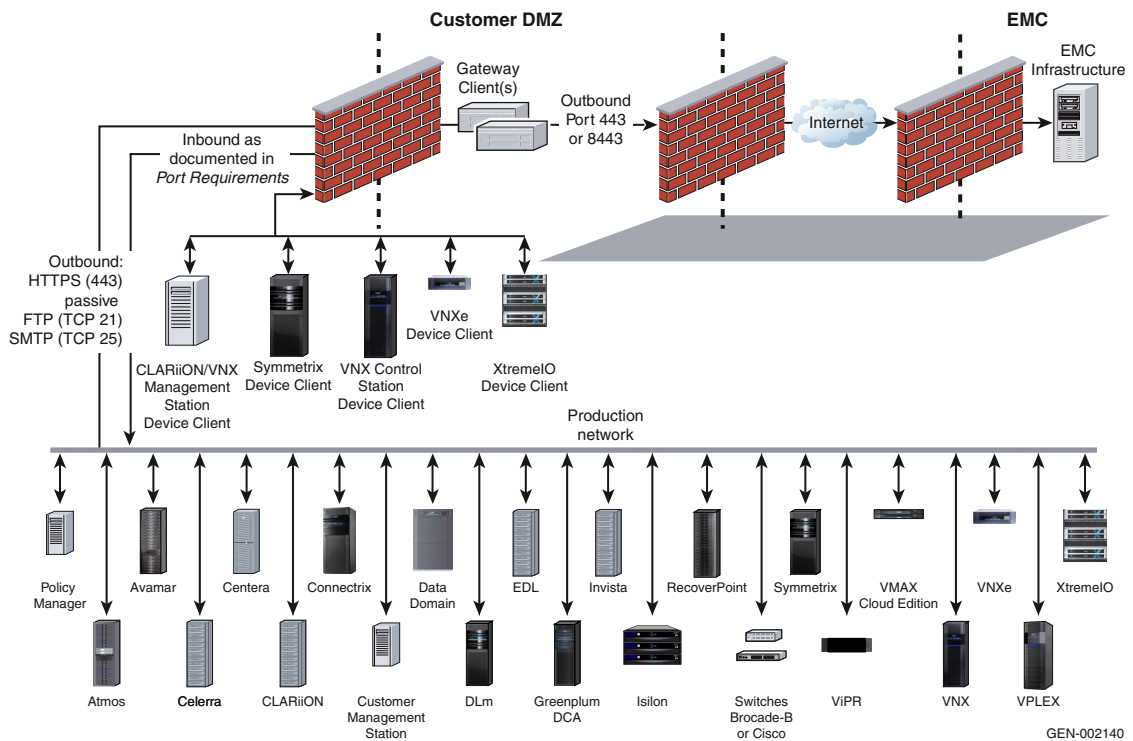 Customer DMZ
EMC
Gateway
Client(s)
EMC
Infrastructure
Outbound
Port 443
or 8443
Internet
Inbound as
documented in
Port Requirements
Outbound:
HTTPS (443)
passive
FTP (TCP 21)
SMTP (TCP 25)
CLARiiON/VNX
Management
Station
Device Client
Symmetrix
Device Client
VNX Control
Station
Device Client
VNXe
Device Client
XtremeIO
Device Client
Production
network
Policy
Manager
Avamar
Centera
Connectrix
Data
Domain
EDL
Invista
RecoverPoint
Symmetrix
VMAX
Cloud Edition
VNXe
XtremeIO
Atmos
Celerra
CLARiiON
Customer
Management
Station
DLm
Greenplum
DCA
Isilon
Switches
Brocade-B
or Cisco
ViPR
VNX
VPLEX
GEN-002140